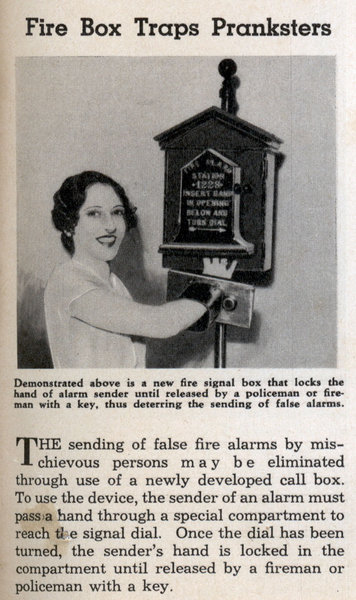 Fire Box Traps Pranksters
FIRE ALARM
STATION
1228
INSERT HAND
IN OPENING
BELOW AND
TURN DIAL
Demonstrated above is a new fire signal box that locks the
hand of alarm sender until released by a policeman or fire-
man with a key, thus deterring the sending of false alarms.
THE sending of false fire alarms by mis-
chievous persons may be eliminated
through use of a newly developed call box.
To use the device, the sender of an alarm must
pass a hand through a special compartment to
reach the signal dial. Once the dial has been
turned, the sender's hand is locked in the
compartment until released by a fireman or
policeman with a key.